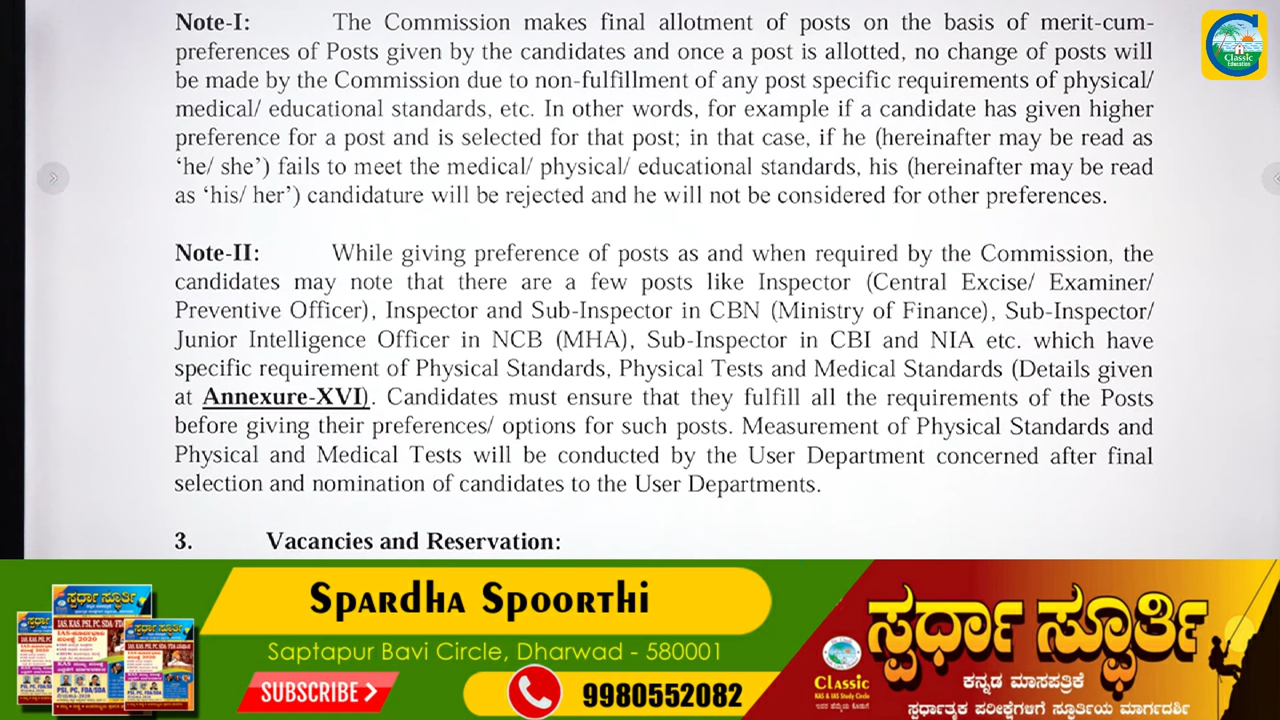 Note-I: The Commission makes final allotment of posts on the basis of merit-cum-
preferences of Posts given by the Candidates and once a post is allotted, no change of posts will
be made by the Commission due to non-fulfillment of any post specific requirements of physical/
medical/ educational standards, etc. In other words, for example if a candidate has given higher
preference for a post and is selected for that post; in that case, if he (hereinafter may be read as
‘he/ she’) fails to meet the medical/ physical/ educational standards, his (hereinafter may be read
as ‘his/ her’) candidature will be rejected and he will not be considered for other preferences.
Note-II: While giving preference of posts as and when required by the Commission, the
candidates may note that there are a few posts like Inspector (Central Excise/ Examiner/
Preventive Officer), Inspector and Sub-Inspector in CBN (Ministry of Finance), Sub-Inspector/
Junior Intelligence Officer in NCB (MHA), Sub-Inspector in CBI and NIA etc. which have
specific requirement of Physical Standards, Physical Tests and Medical Standards (Details given
at Annexure-XVI). Candidates must ensure that they fulfill all the requirements of the Posts
before giving their preferences/ options for such posts. Measurement of Physical Standards and
Physical and Medical Tests will be conducted by the User Department concerned after final
selection and nomination of candidates to the User Departments.
3. Vacancies and Reservation:
Classic
Education
Spardha Spoorthi
Saptapur Bavi Circle, Dharwad - 580001
SUBSCRIBE
9980552082
ಸ್ಪರ್ಧಾ ಸ್ಫೂರ್ತಿ
ಕನ್ನಡ ಮಾಸಪತ್ರಿಕೆ
ಸ್ಪರ್ಧಾತ್ಮಕ ಪರೀಕ್ಷೆಗಳಿಗೆ ಸ್ಫೂರ್ತಿಯ ಮಾರ್ಗದರ್ಶಿ
Classic
KAS & IAS Study Circle
ಸ್ಪರ್ಧಾ ಸ್ಫೂರ್ತಿ